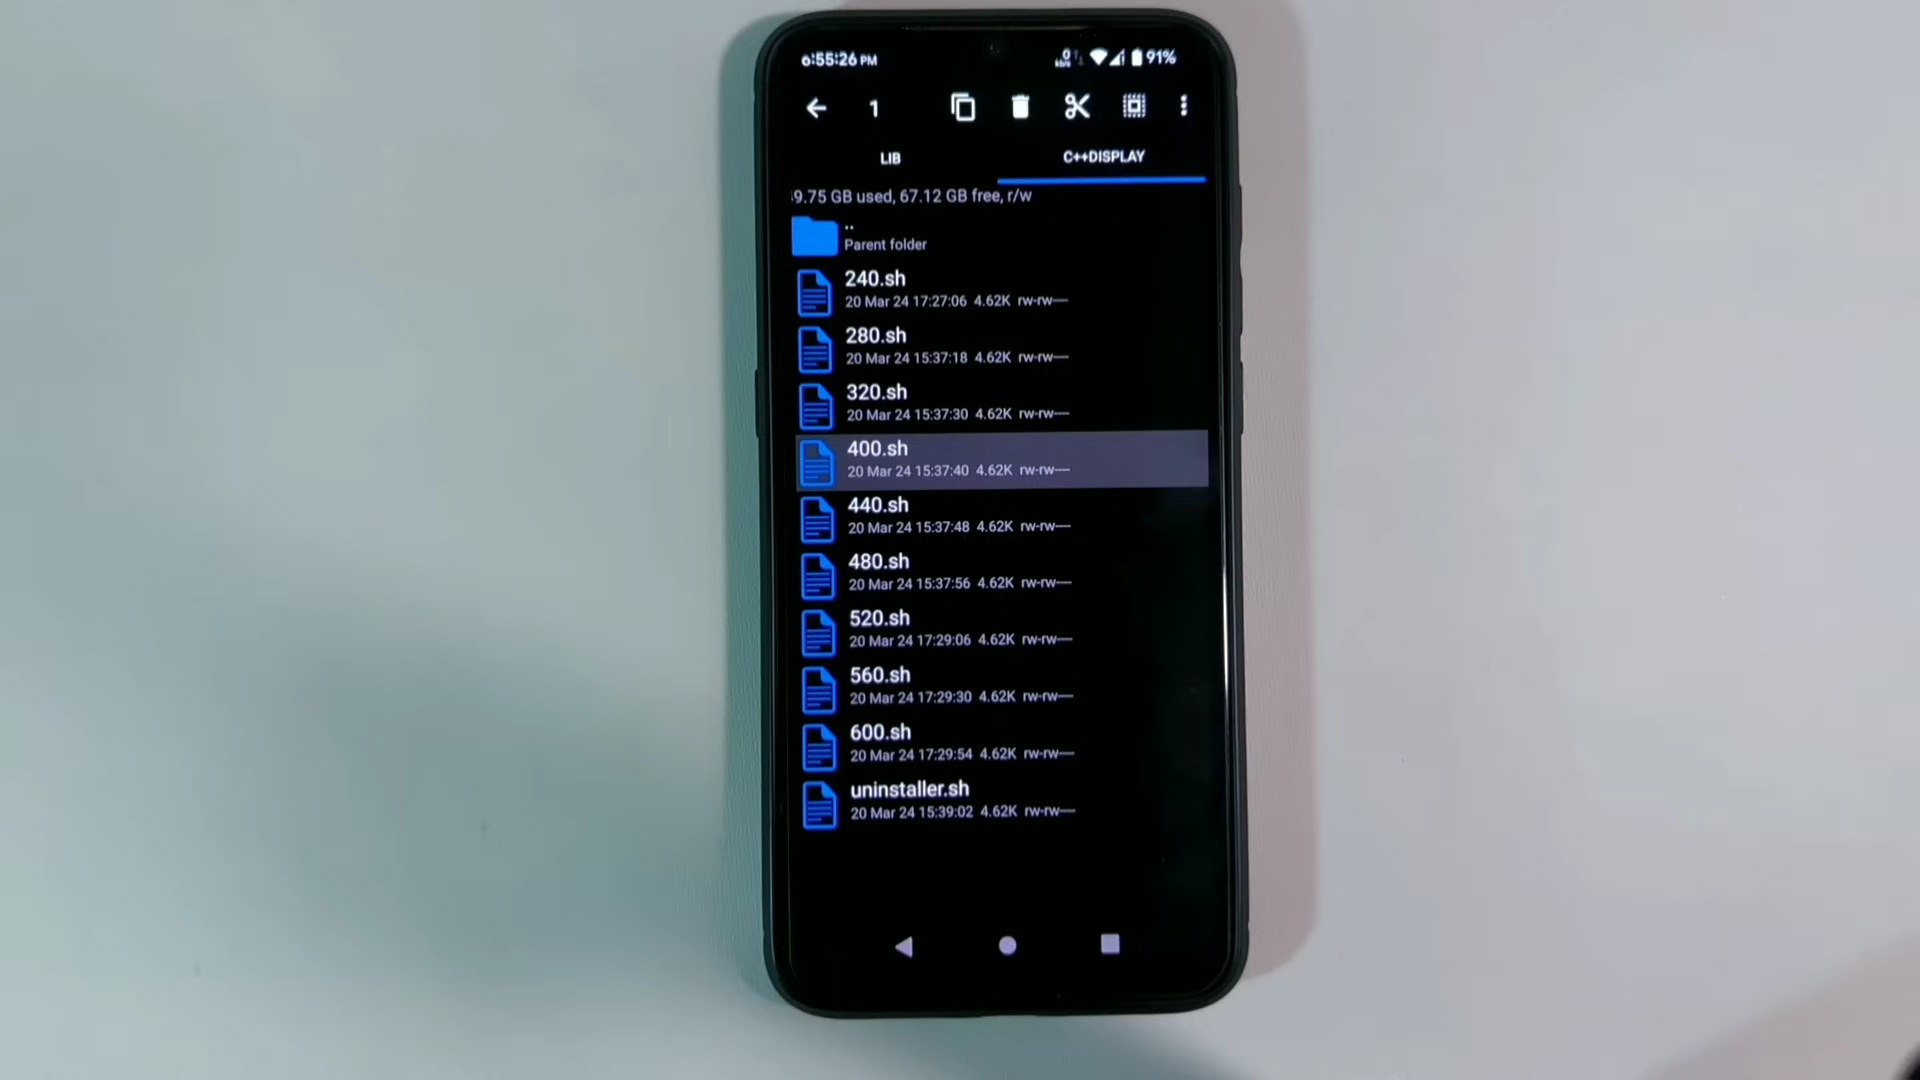 6:55:26 PM 0 kb/s 91%
1
LIB C++DISPLAY
9.75 GB used, 67.12 GB free, r/w
..
Parent folder
240.sh
20 Mar 24 17:27:06 4.62K rw-rw----
280.sh
20 Mar 24 15:37:18 4.62K rw-rw----
320.sh
20 Mar 24 15:37:30 4.62K rw-rw----
400.sh
20 Mar 24 15:37:40 4.62K rw-rw----
440.sh
20 Mar 24 15:37:48 4.62K rw-rw----
480.sh
20 Mar 24 15:37:56 4.62K rw-rw----
520.sh
20 Mar 24 17:29:06 4.62K rw-rw----
560.sh
20 Mar 24 17:29:30 4.62K rw-rw----
600.sh
20 Mar 24 17:29:54 4.62K rw-rw----
uninstaller.sh
20 Mar 24 15:39:02 4.62K rw-rw----